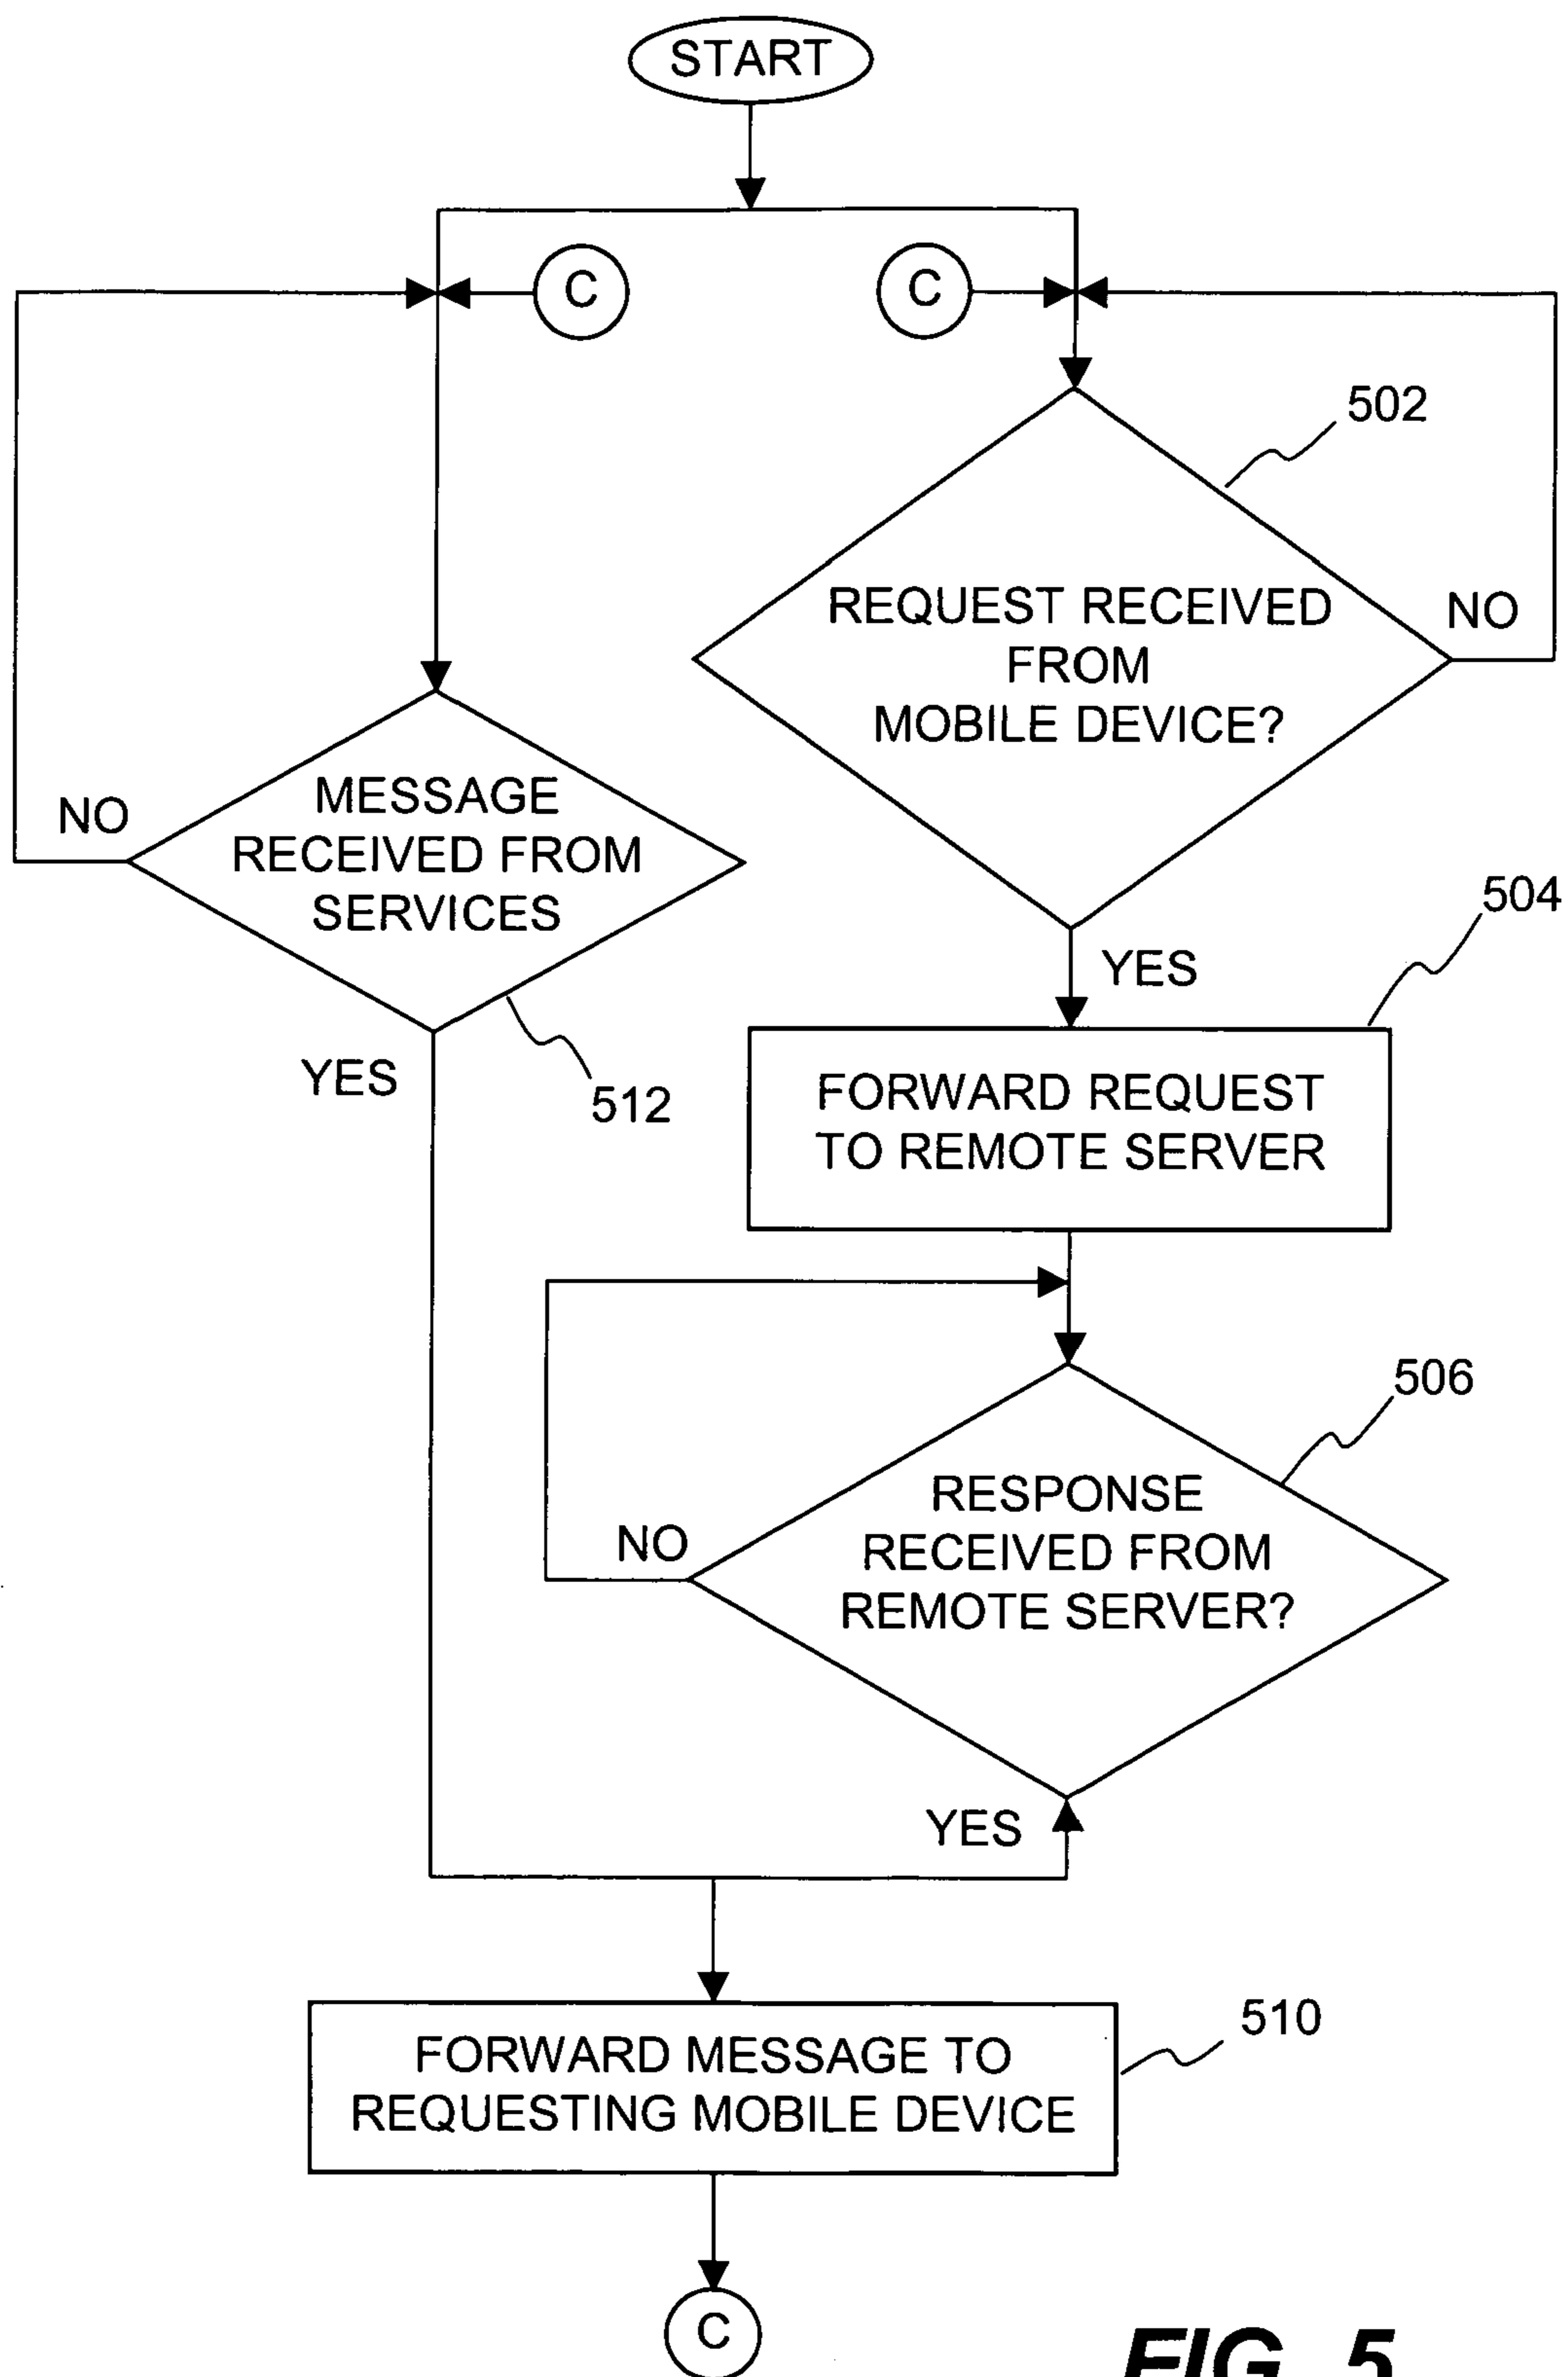 START
C
C
502
REQUEST RECEIVED
FROM
MOBILE DEVICE?
NO
MESSAGE
RECEIVED FROM
SERVICES
NO
YES
512
YES
504
FORWARD REQUEST
TO REMOTE SERVER
506
RESPONSE
RECEIVED FROM
REMOTE SERVER?
NO
YES
510
FORWARD MESSAGE TO
REQUESTING MOBILE DEVICE
C
FIG. 5